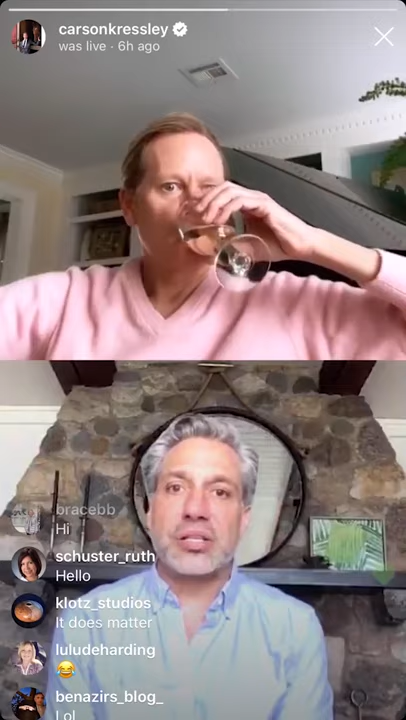 carsonkressley
was live · 6h ago
bracebb
Hi
schuster_ruth
Hello
klotz_studios
It does matter
luludeharding
😂
benazirs_blog_
Lol